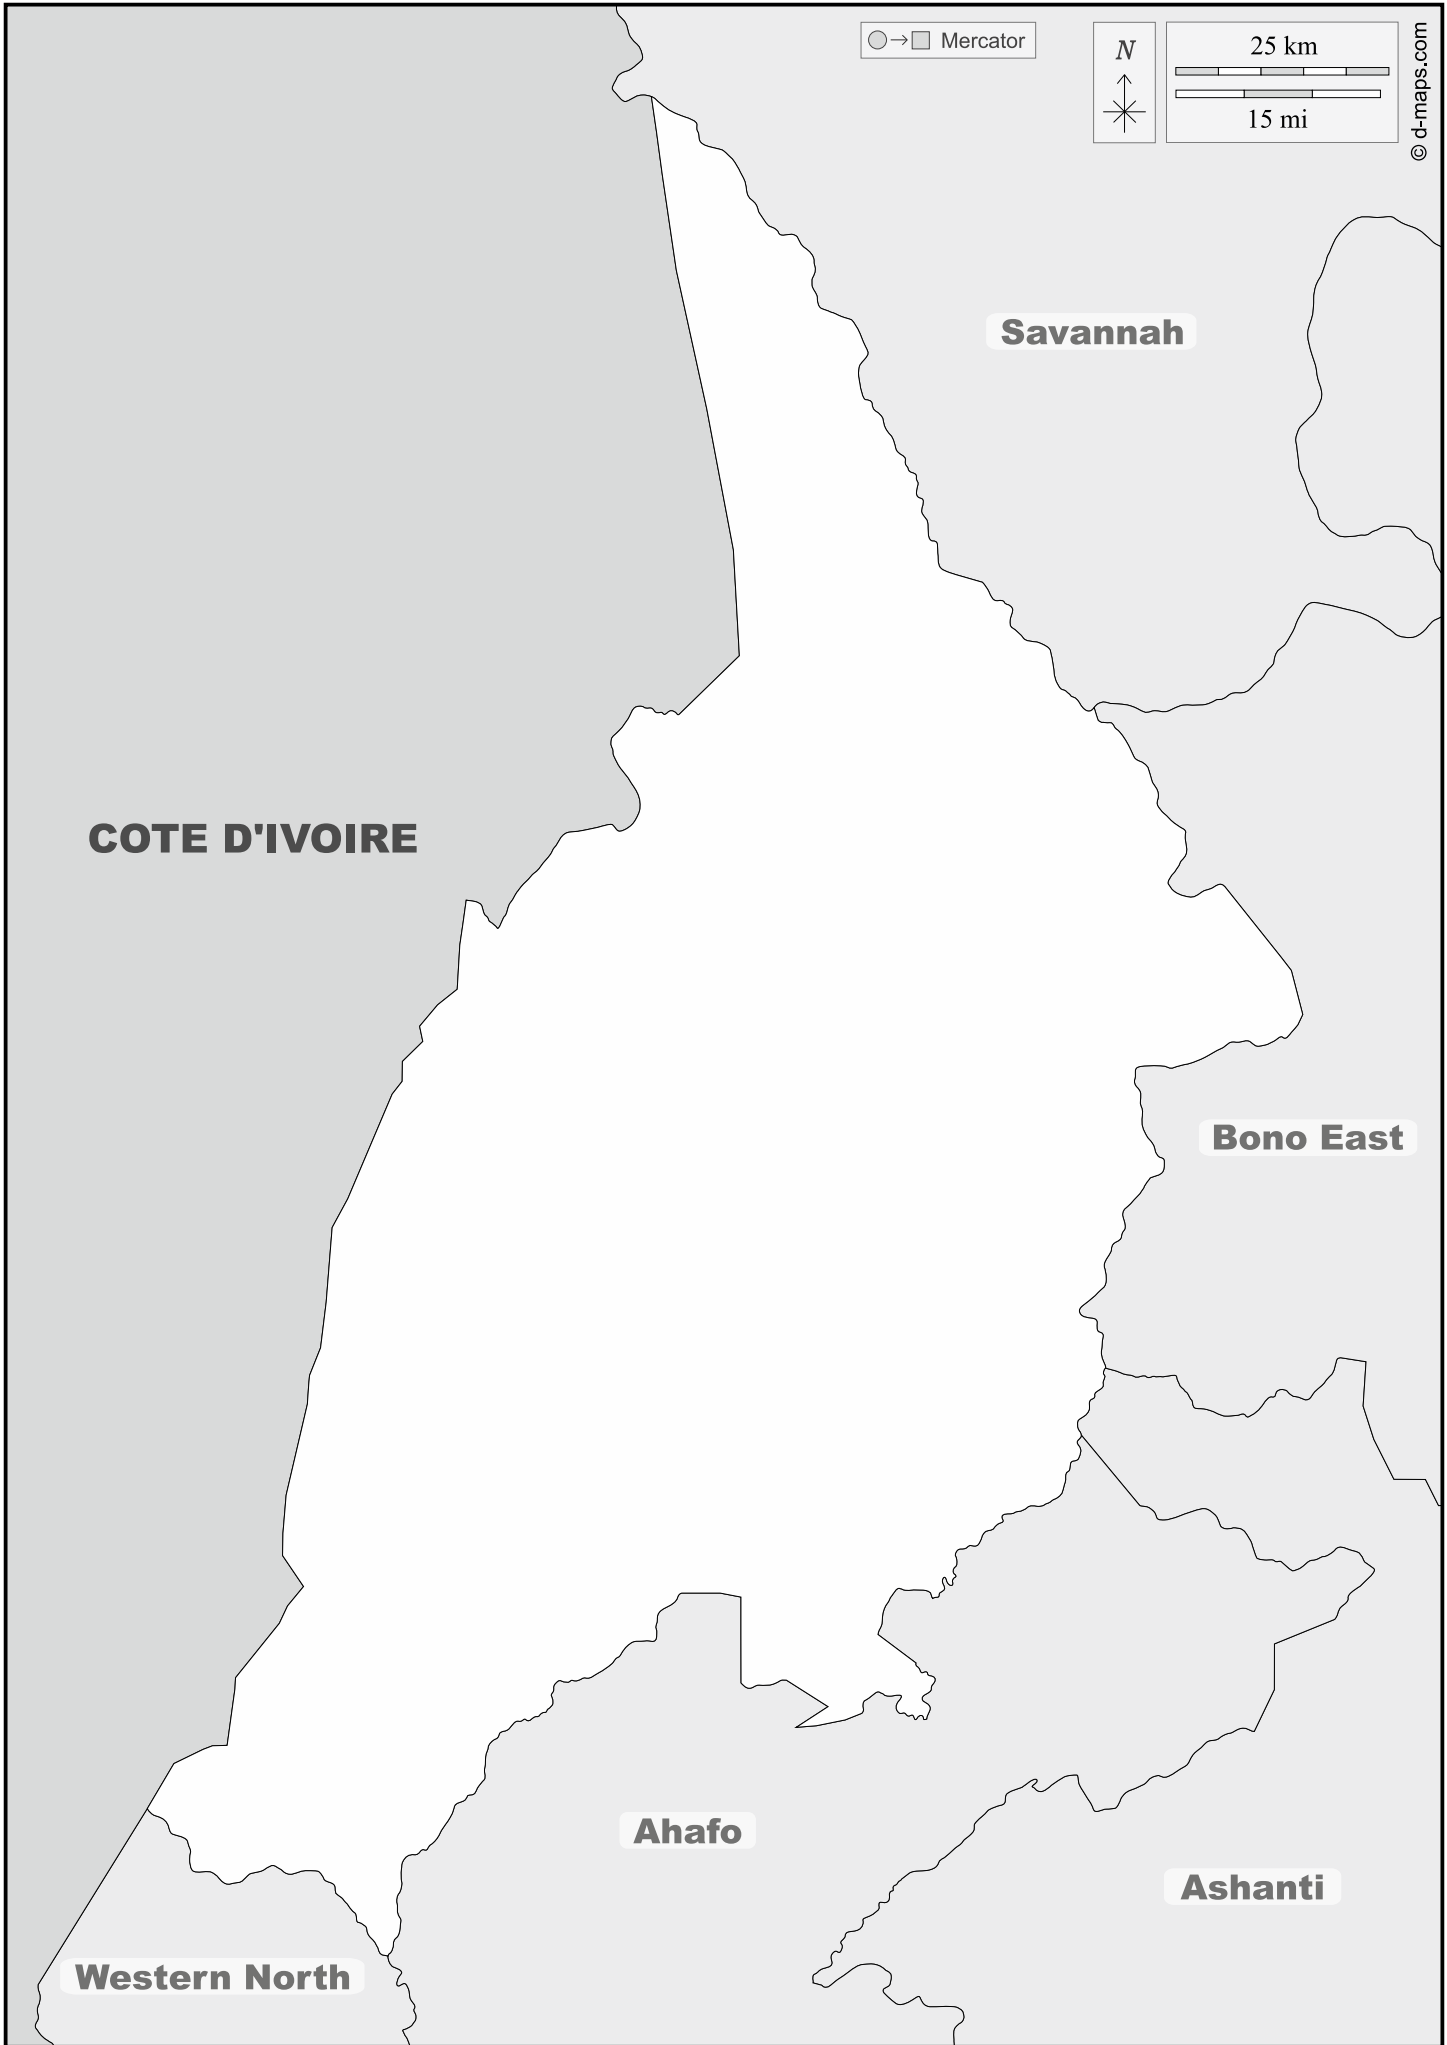 Mercator
N
25 km
15 mi
© d-maps.com
Savannah
COTE D'IVOIRE
Bono East
Ahafo
Ashanti
Western North